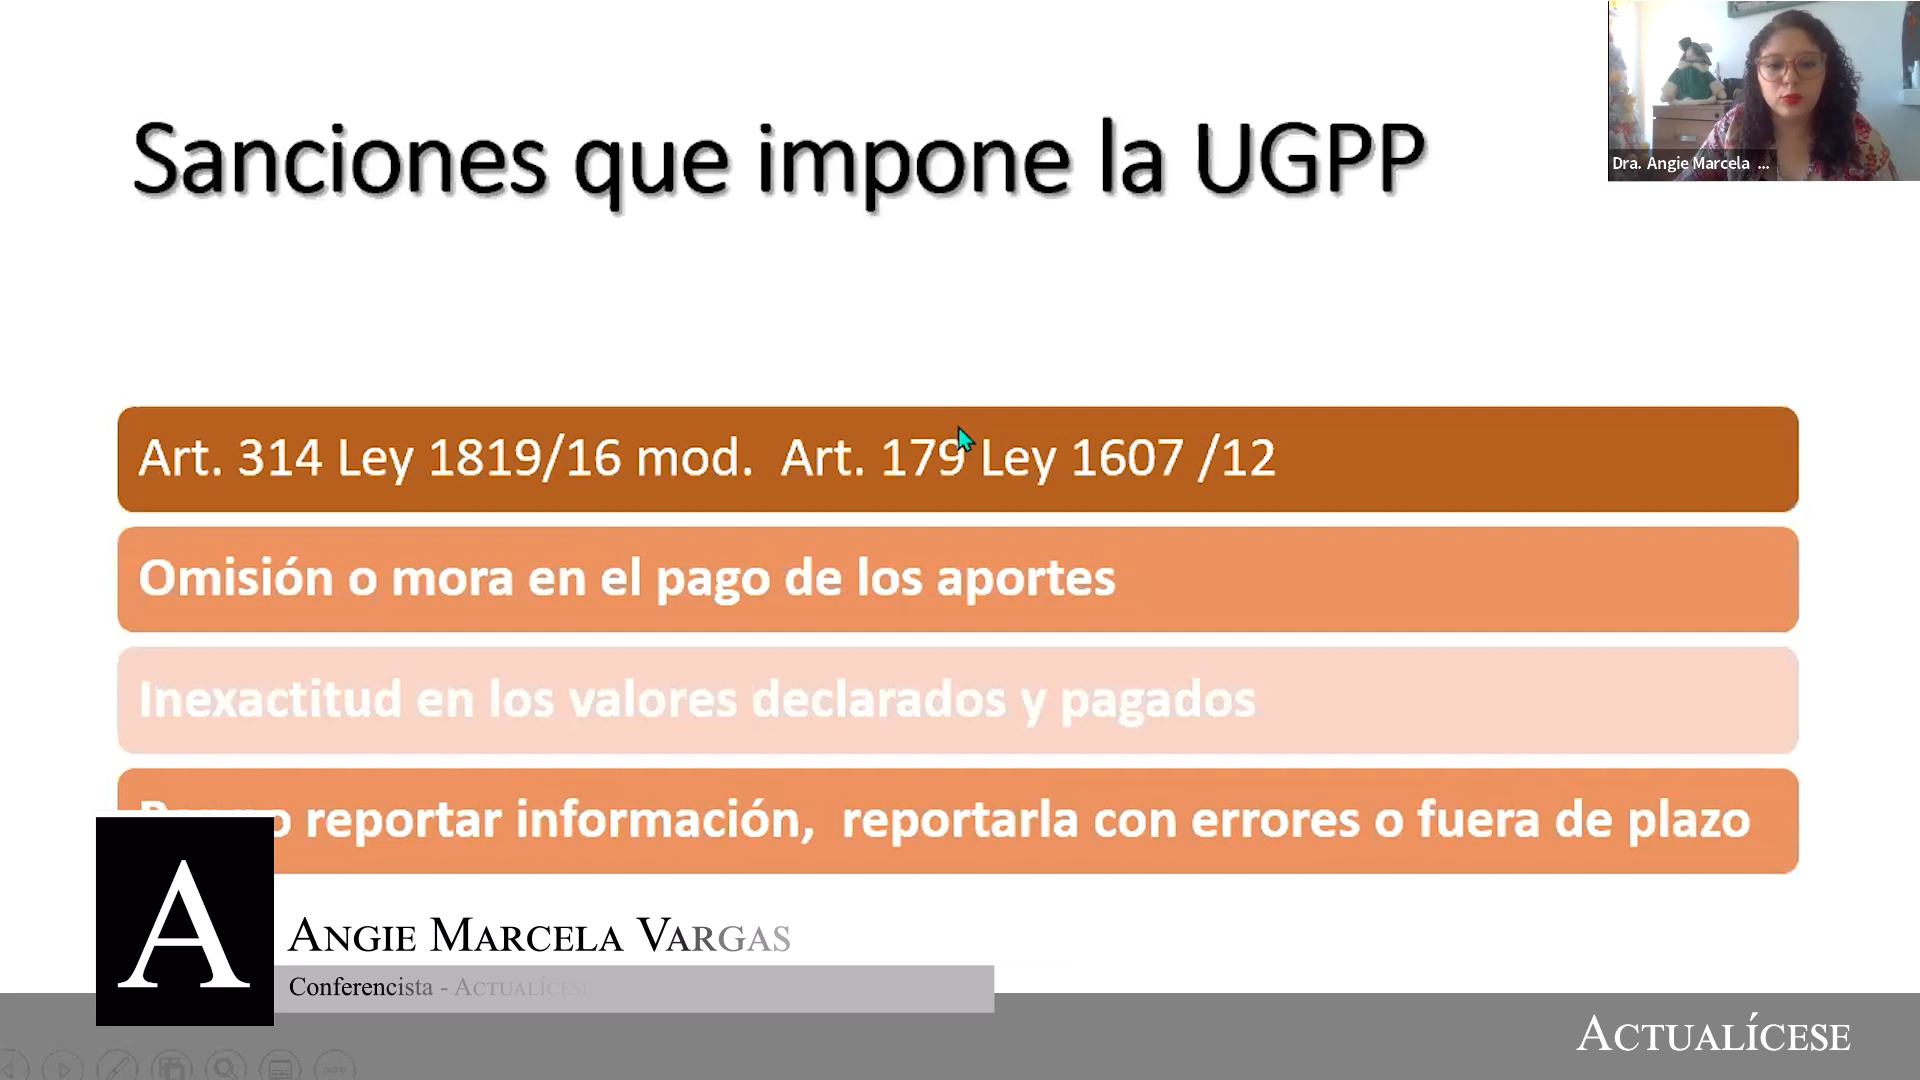 Sanciones que impone la UGPP
Dra. Angie Marcela ...
Art. 314 Ley 1819/16 mod. Art. 179 Ley 1607 /12
Omisión o mora en el pago de los aportes
Inexactitud en los valores declarados y pagados
reportar información, reportarla con errores o fuera de plazo
A
ANGIE MARCELA VARGAS
Conferencista - ACTUALÍCESE
ACTUALÍCESE